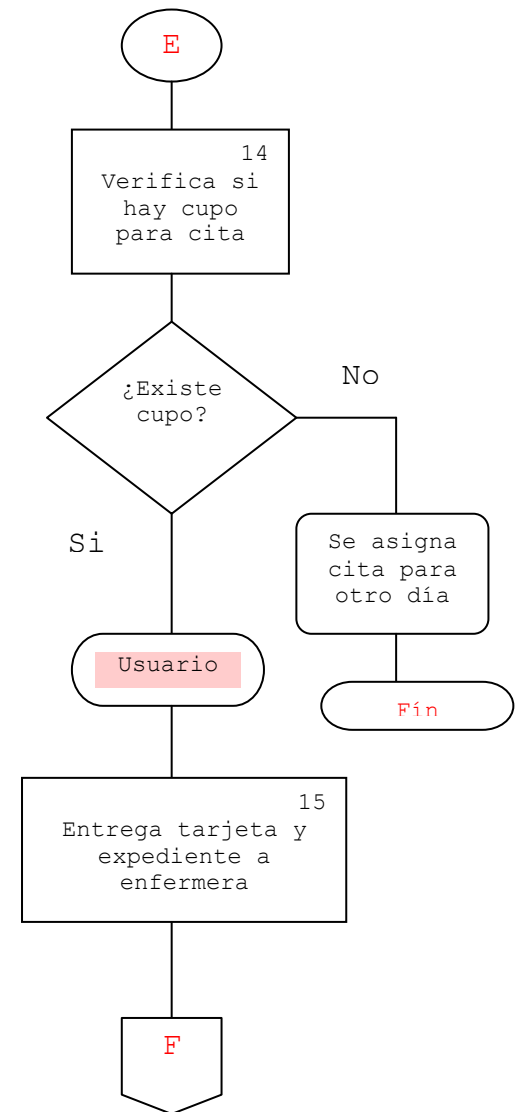 E
14
Verifica si
hay cupo
para cita
¿Existe
cupo?
No
Si
Se asigna
cita para
otro día
Usuario
Fín
15
Entrega tarjeta y
expediente a
enfermera
F